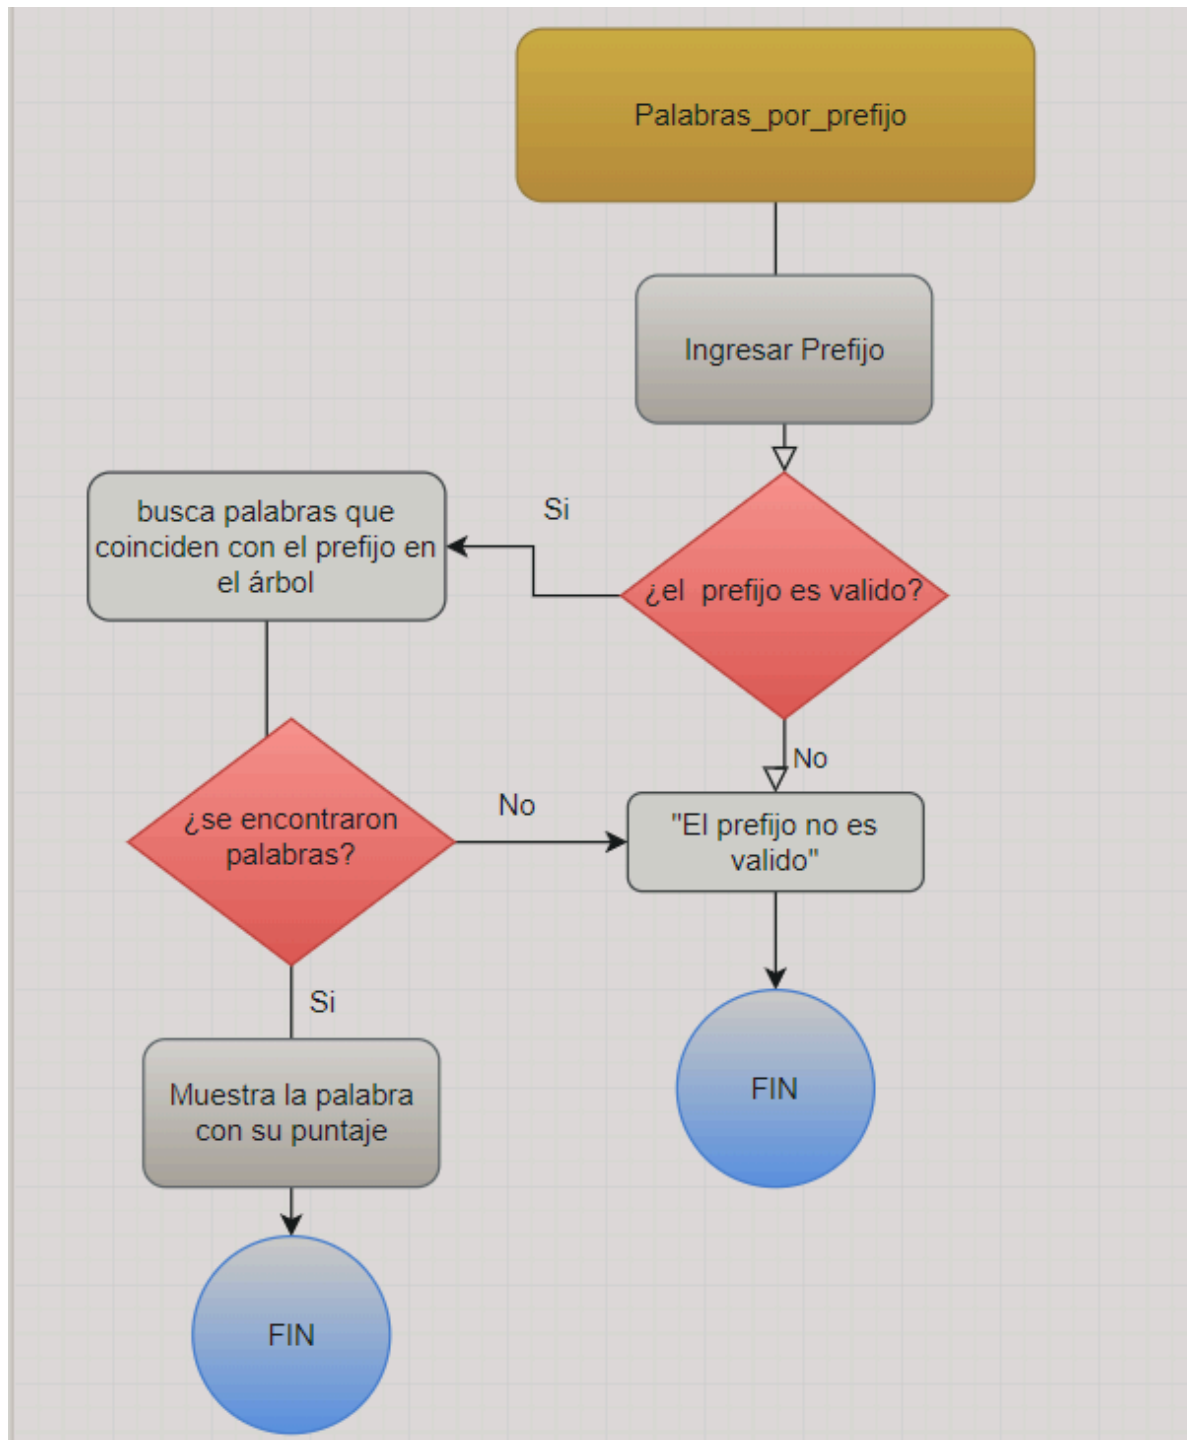 Palabras_por_prefijo
Ingresar Prefijo
¿el  prefijo es valido?
Si
busca palabras que
coinciden con el prefijo en
el árbol
No
¿se encontraron
palabras?
No
"El prefijo no es
valido"
Si
Muestra la palabra
con su puntaje
FIN
FIN